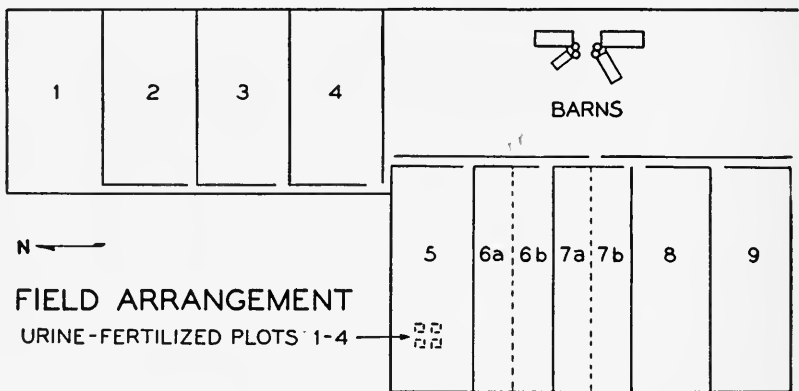 1 2 3 4
BARNS
N
5 6a 6b 7a 7b 8 9
FIELD ARRANGEMENT
URINE-FERTILIZED PLOTS 1-4